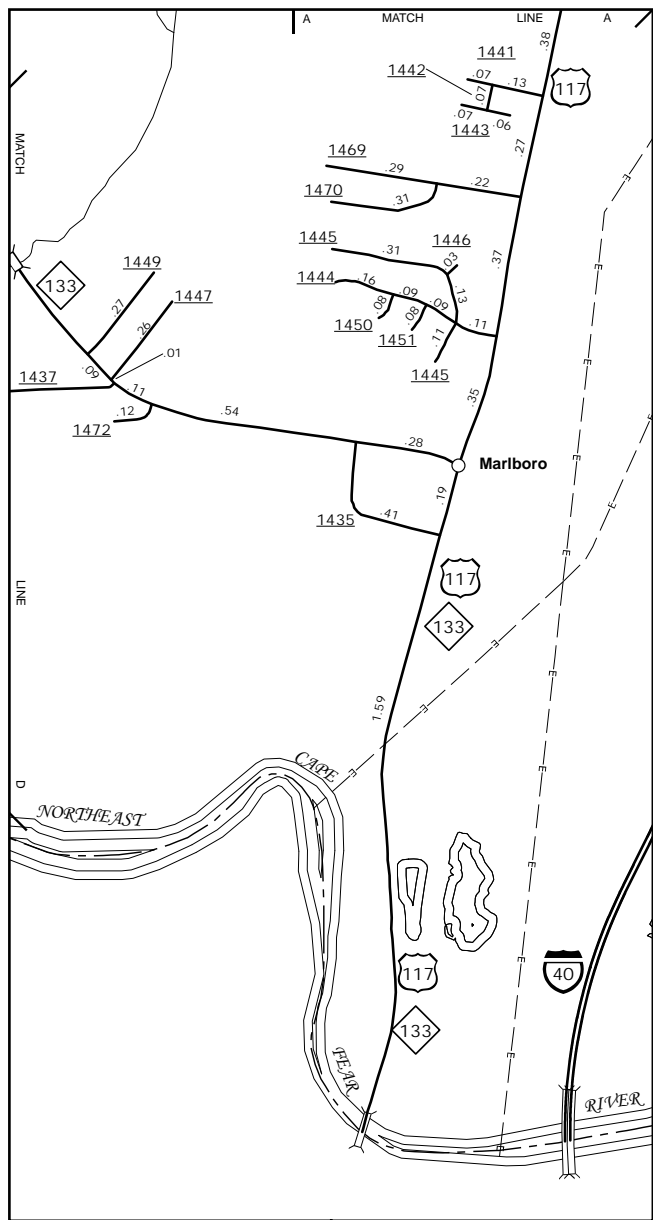 A MATCH LINE A
.38
1441
1442
.07
.13
117
.07
.07
.06
1443
.27
MATCH
1469
.29
.22
1470
.31
E
1445
.31
1446
.03
.37
1444
.16
.09
.09
.13
.11
1449
133
1447
.27
.26
.08
.08
1450
1451
.11
1445
.01
.09
1437
.11
.12
.54
1472
.28
.35
Marlboro
E
E
E
.19
1435
.41
E
117
133
LINE
E
E
E
1.59
E
E
D
CAPE
NORTHEAST
E
E
117
40
133
FEAR
E
RIVER